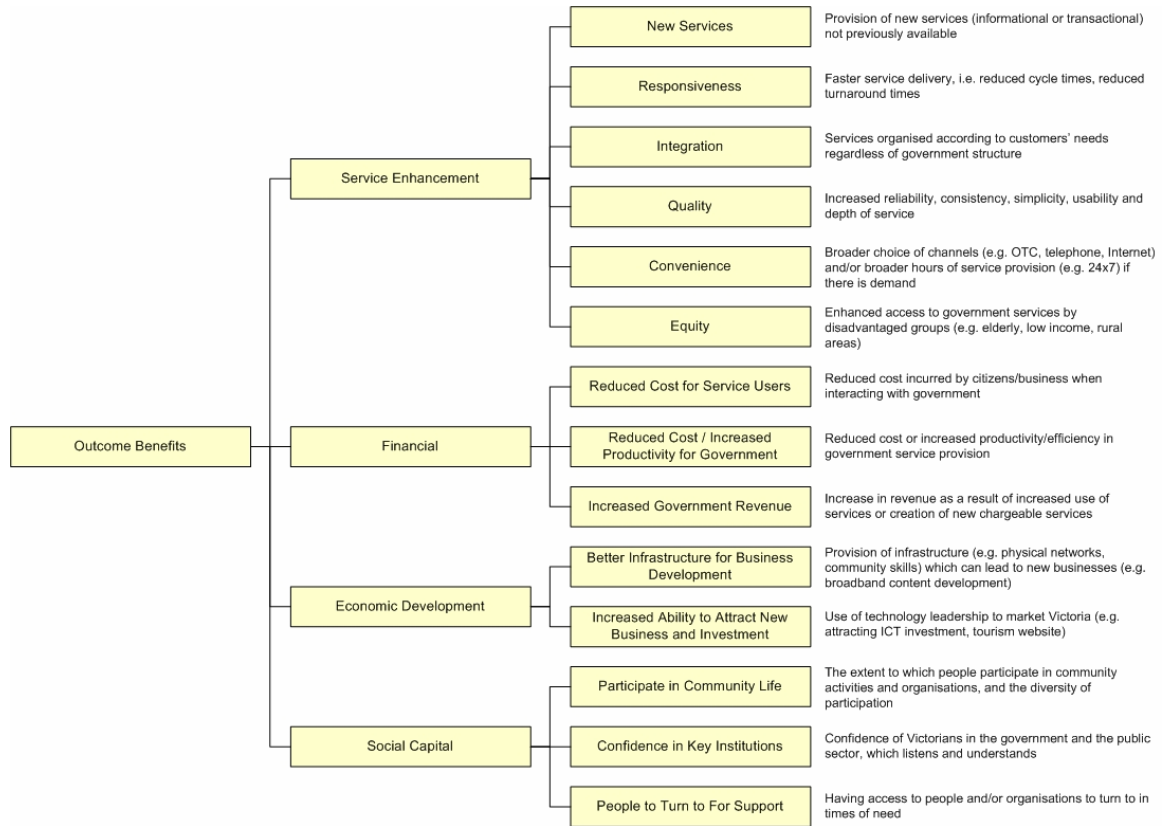 New Services
Provision of new services (informational or transactional)
not previously available
Responsiveness
Faster service delivery, i.e. reduced cycle times, reduced
turnaround times
Integration
Services organised according to customers' needs
regardless of government structure
Service Enhancement
Quality
Increased reliability, consistency, simplicity, usability and
depth of service
Convenience
Broader choice of channels (e.g. OTC, telephone, Internet)
and/or broader hours of service provision (e.g. 24x7) if
there is demand
Equity
Enhanced access to government services by
disadvantaged groups (e.g. elderly, low income, rural
areas)
Outcome Benefits
Financial
Reduced Cost for Service Users
Reduced cost incurred by citizens/business when
interacting with government
Reduced Cost / Increased
Productivity for Government
Reduced cost or increased productivity/efficiency in
government service provision
Increased Government Revenue
Increase in revenue as a result of increased use of
services or creation of new chargeable services
Economic Development
Better Infrastructure for Business
Development
Provision of infrastructure (e.g. physical networks,
community skills) which can lead to new businesses (e.g.
broadband content development)
Increased Ability to Attract New
Business and Investment
Use of technology leadership to market Victoria (e.g.
attracting ICT investment, tourism website)
Social Capital
Participate in Community Life
The extent to which people participate in community
activities and organisations, and the diversity of
participation
Confidence in Key Institutions
Confidence of Victorians in the government and the public
sector, which listens and understands
People to Turn to For Support
Having access to people and/or organisations to turn to in
times of need